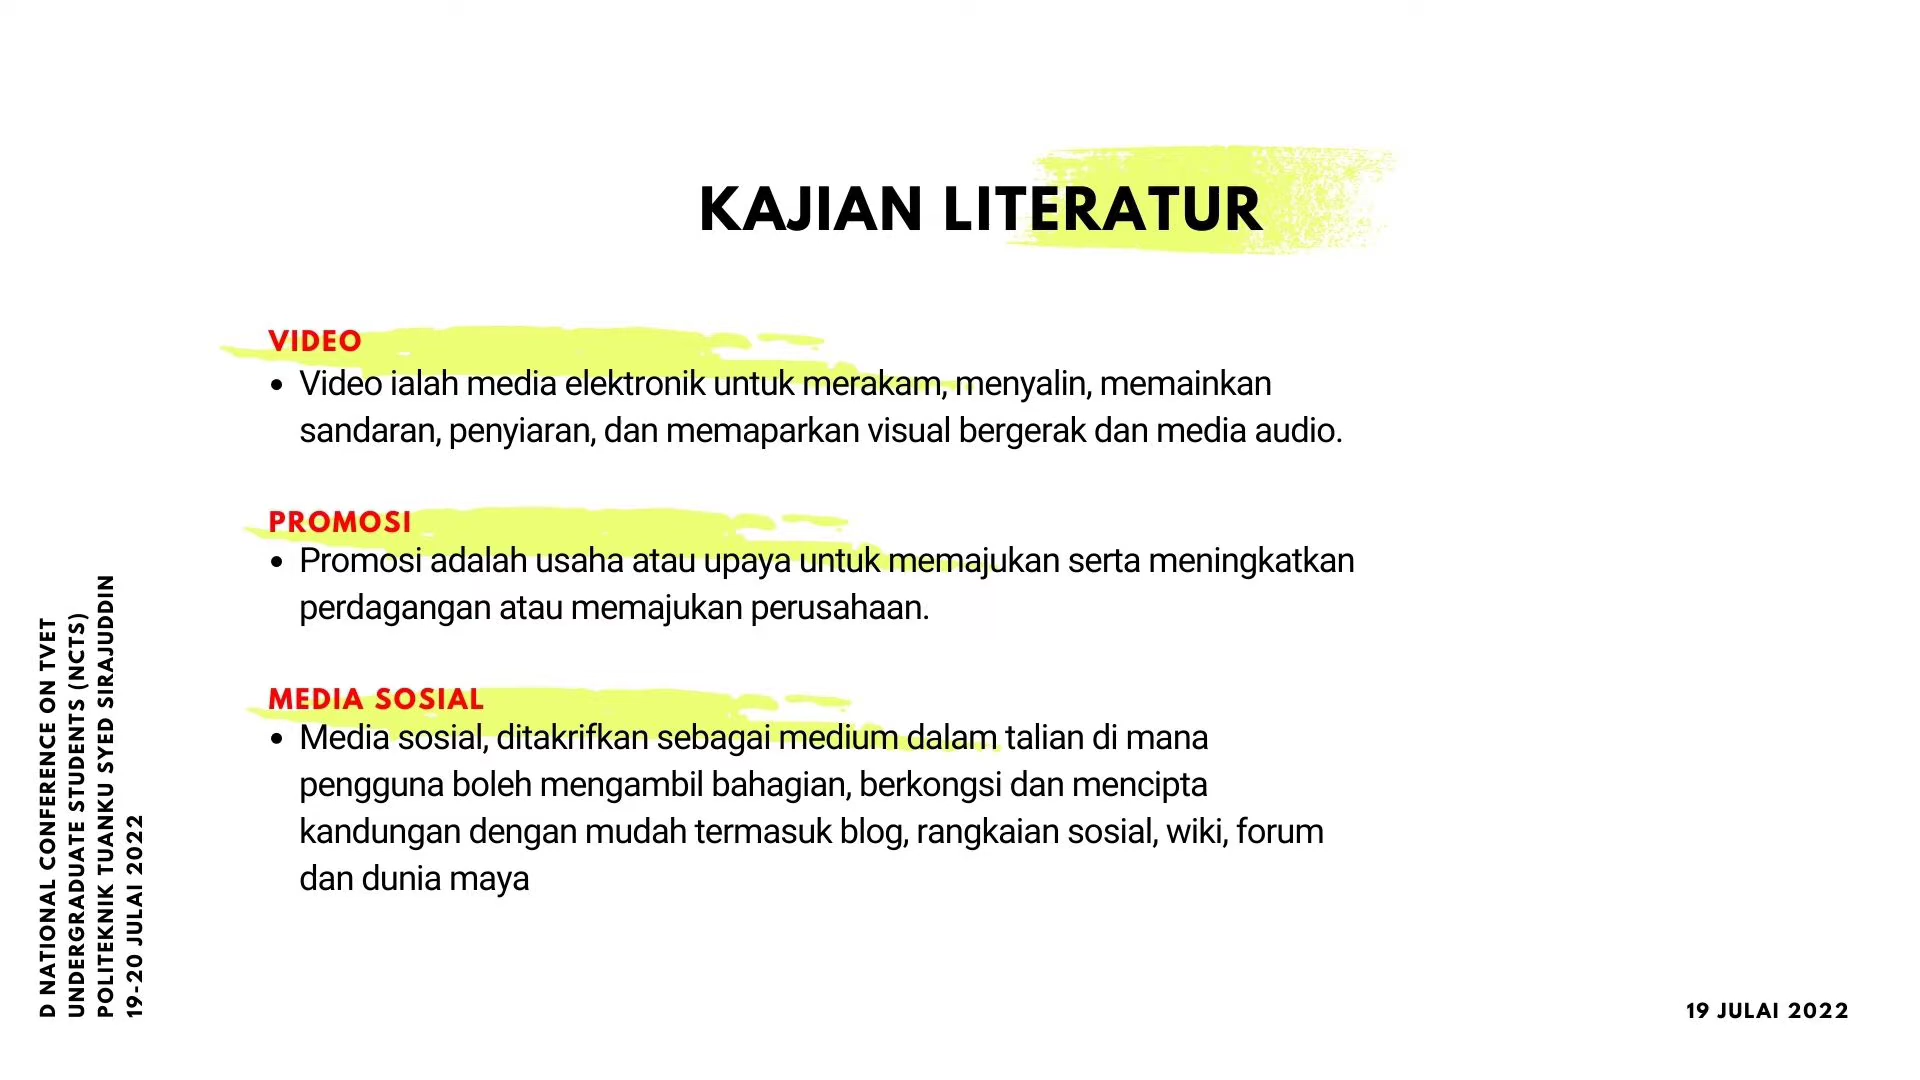 KAJIAN LITERATUR
VIDEO
• Video ialah media elektronik untuk merakam, menyalin, memainkan
sandaran, penyiaran, dan memaparkan visual bergerak dan media audio.
PROMOSI
• Promosi adalah usaha atau upaya untuk memajukan serta meningkatkan
perdagangan atau memajukan perusahaan.
MEDIA SOSIAL
• Media sosial, ditakrifkan sebagai medium dalam talian di mana
pengguna boleh mengambil bahagian, berkongsi dan mencipta
kandungan dengan mudah termasuk blog, rangkaian sosial, wiki, forum
dan dunia maya
D NATIONAL CONFERENCE ON TVET
UNDERGRADUATE STUDENTS (NCTS)
POLITEKNIK TUANKU SYED SIRAJUDDIN
19-20 JULAI 2022
19 JULAI 2022